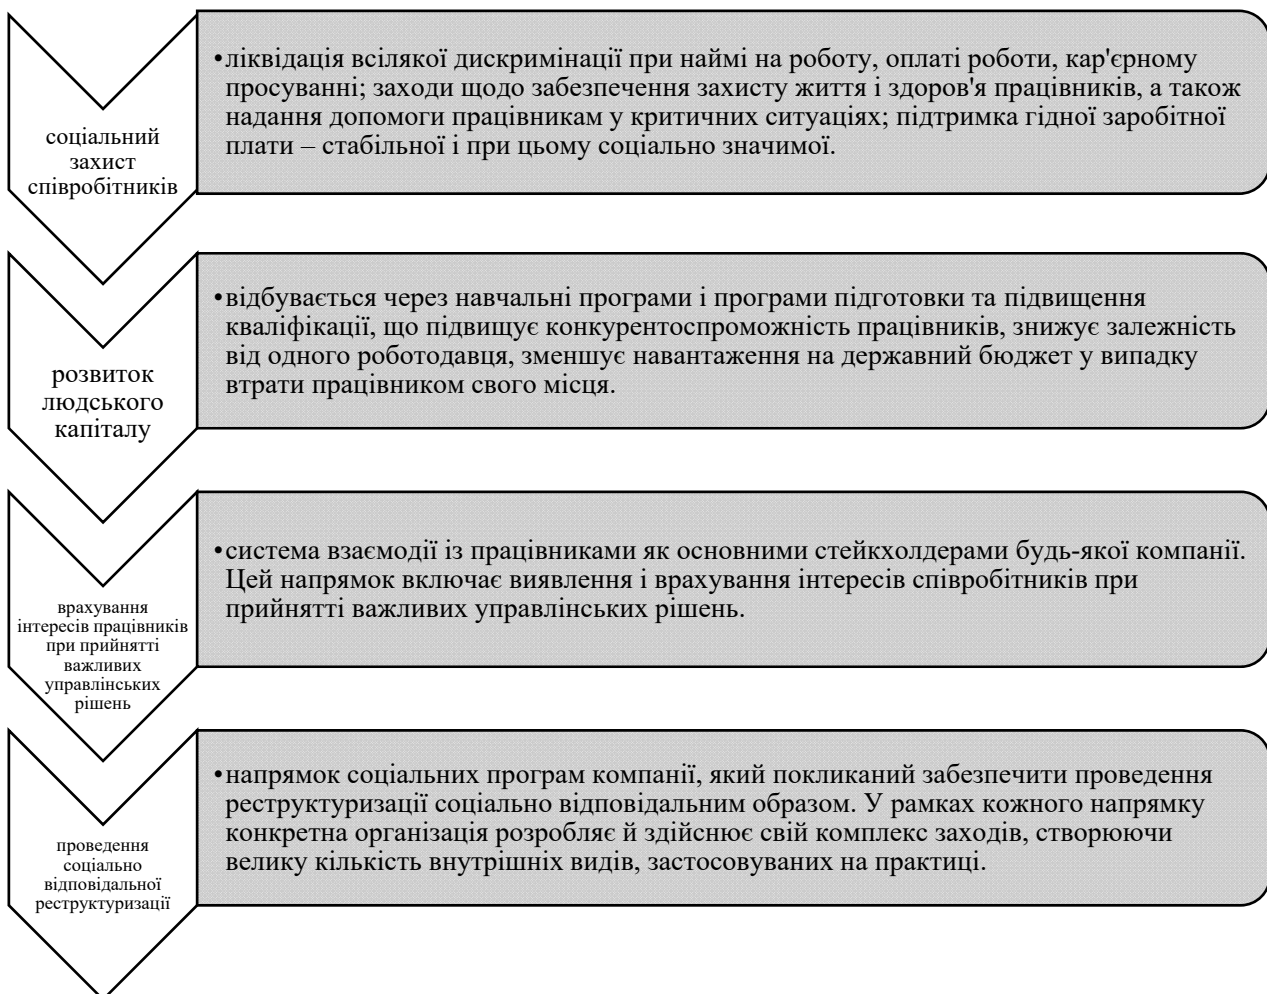 соціальний
захист
співробітників
•ліквідація всілякої дискримінації при наймі на роботу, оплаті роботи, кар'єрному
просуванні; заходи щодо забезпечення захисту життя і здоров'я працівників, а також
надання допомоги працівникам у критичних ситуаціях; підтримка гідної заробітної
плати – стабільної і при цьому соціально значимої.
розвиток
людського
капіталу
•відбувається через навчальні програми і програми підготовки та підвищення
кваліфікації, що підвищує конкурентоспроможність працівників, знижує залежність
від одного роботодавця, зменшує навантаження на державний бюджет у випадку
втрати працівником свого місця.
врахування
інтересів працівників
при прийнятті
важливих
управлінських
рішень
•система взаємодії із працівниками як основними стейкхолдерами будь-якої компанії.
Цей напрямок включає виявлення і врахування інтересів співробітників при
прийнятті важливих управлінських рішень.
проведення
соціально
відповідальної
реструктуризації
•напрямок соціальних програм компанії, який покликаний забезпечити проведення
реструктуризації соціально відповідальним образом. У рамках кожного напрямку
конкретна організація розробляє й здійснює свій комплекс заходів, створюючи
велику кількість внутрішніх видів, застосовуваних на практиці.